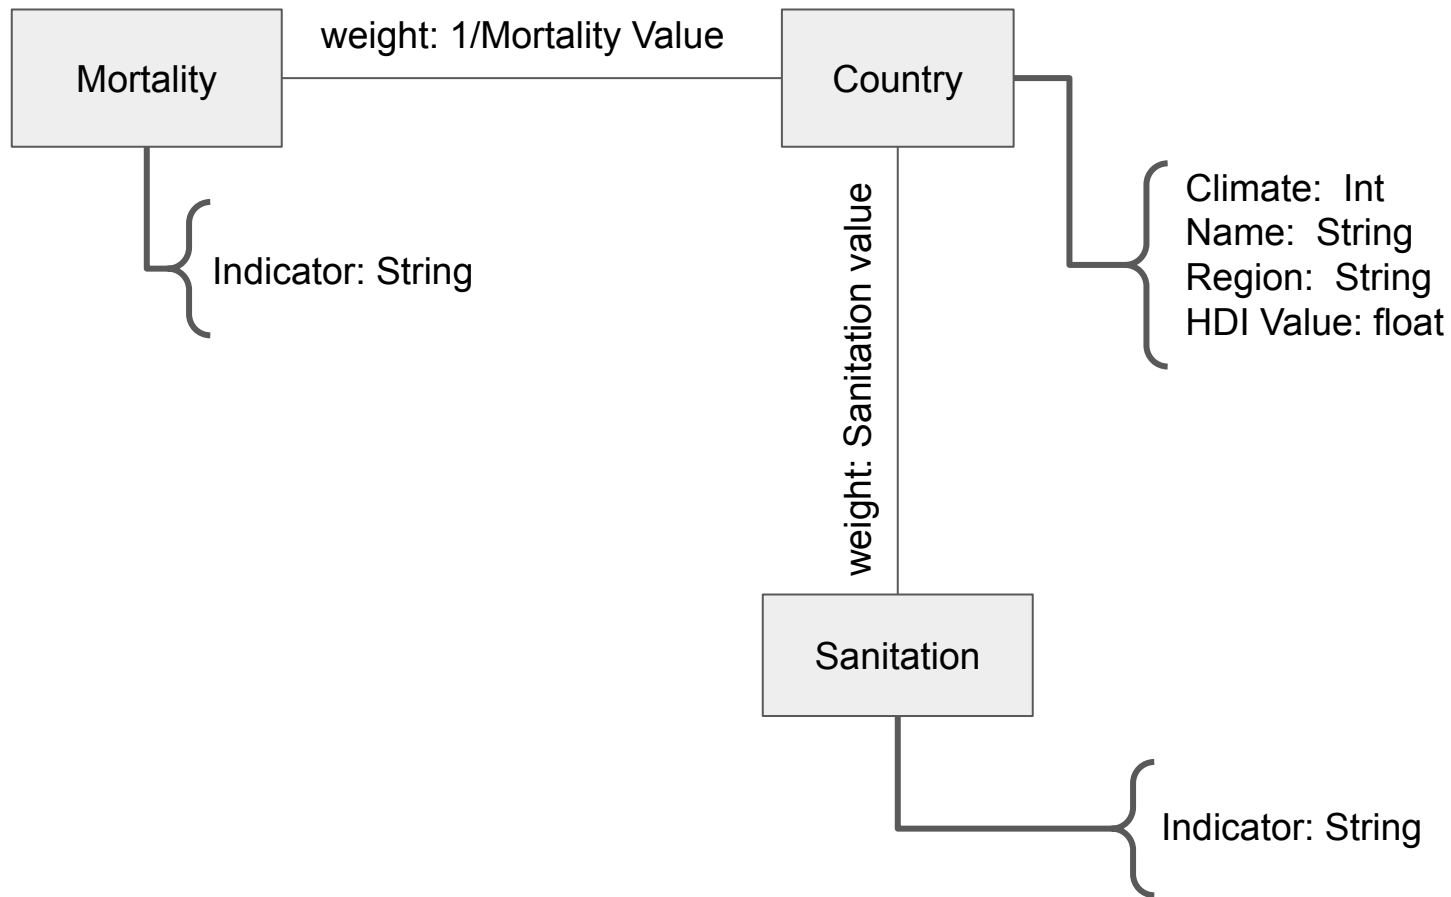 weight: 1/Mortality Value
Mortality
Country
Climate: Int
Name: String
Region: String
HDI Value: float
Indicator: String
weight: Sanitation value
Sanitation
Indicator: String